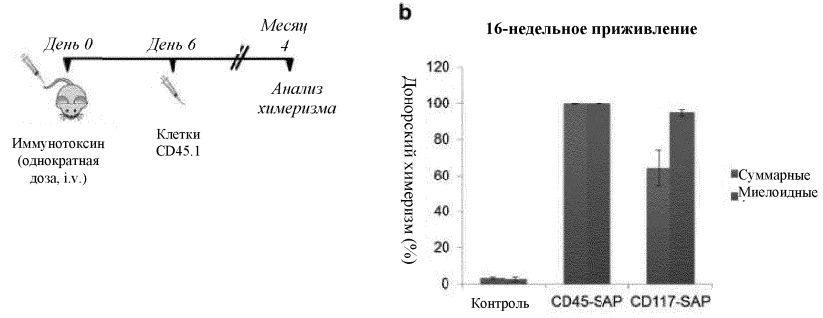 День 0
День 6
Месяц
4
Иммунотоксин
(однократная
доза, i.v.)
Клетки
CD45.1
Анализ
химеризма
b
16-недельное приживление
Донорский химеризм (%)
120
100
80
60
40
20
0
Контроль
CD45-SAP
CD117-SAP
Суммарные
Миелоидные